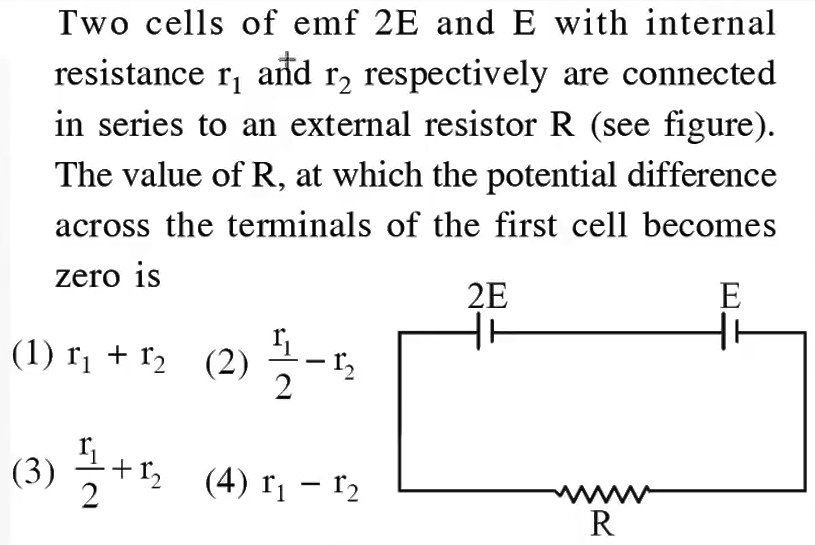 Two cells of emf 2E and E with internal
resistance r₁ and r₂ respectively are connected
in series to an external resistor R (see figure).
The value of R, at which the potential difference
across the terminals of the first cell becomes
zero is
(1) r₁ + r₂ (2) r₁/2 − r₂
(3) r₁/2 + r₂ (4) r₁ − r₂
2E E
R